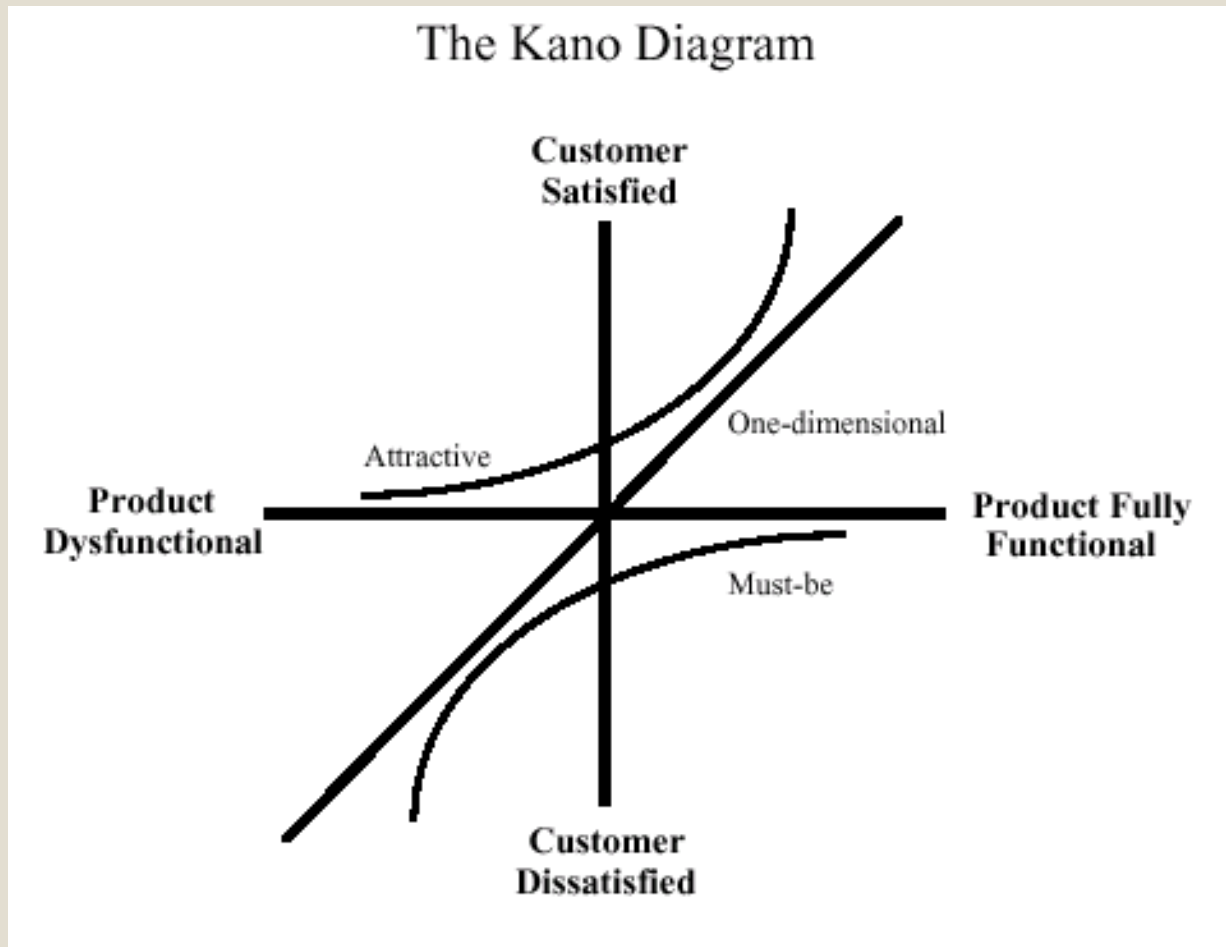 The Kano Diagram
Customer
Satisfied
One-dimensional
Attractive
Product
Dysfunctional
Product Fully
Functional
Must-be
Customer
Dissatisfied